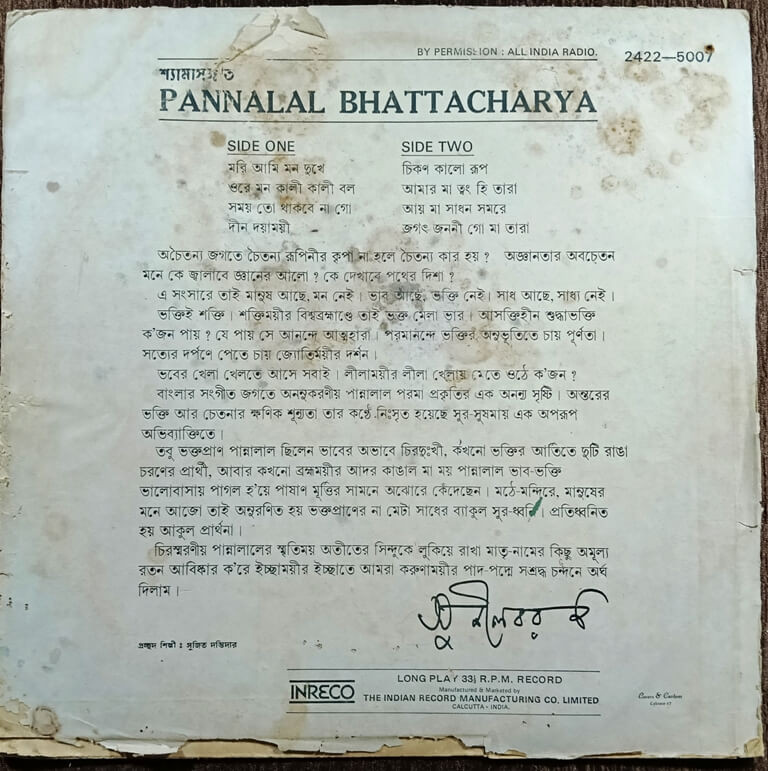 BY PERMISSION : ALL INDIA RADIO.
2422—5007
শ্যামাসঙ্গীত
PANNALAL BHATTACHARYA
SIDE ONE
মরি আমি মন দুখে
ওরে মন কালী কালী বল
সময় তো থাকবে না গো
দীন দয়াময়ী
SIDE TWO
চিকণ কালো রূপ
আমার মা ত্বং হি তারা
আয় মা সাধন সমরে
জগৎ জননী গো মা তারা
অচৈতন্য জগতে চৈতন্য রূপিনীর কৃপা না হলে চৈতন্য কার হয় ? অজ্ঞানতার অবচেতন
মনে কে জ্বালাবে জ্ঞানের আলো ? কে দেখাবে পথের দিশা ?
এ সংসারে তাই মানুষ আছে, মন নেই। ভাব আছে, ভক্তি নেই। সাধ আছে, সাধ্য নেই।
ভক্তিই শক্তি। শক্তিময়ীর বিশ্বব্রহ্মাণ্ডে তাই ভক্ত মেলা ভার। আসক্তিহীন শুদ্ধাভক্তি
ক'জন পায় ? যে পায় সে আনন্দে আত্মহারা। পরমানন্দে ভক্তির অনুভূতিতে চায় পূর্ণতা।
সত্যের দর্পণে পেতে চায় জ্যোতির্ময়ীর দর্শন।
ভবের খেলা খেলতে আসে সবাই। লীলাময়ীর লীলা খেলায় মেতে ওঠে ক'জন ?
বাংলার সংগীত জগতে অননুকরণীয় পান্নালাল পরমা প্রকৃতির এক অনন্য সৃষ্টি। অন্তরের
ভক্তি আর চেতনার ক্ষণিক শূন্যতা তার কণ্ঠে নিঃসৃত হয়েছে সুর-সুষমায় এক অপরূপ
অভিব্যাক্তিতে।
তবু ভক্তপ্রাণ পান্নালাল ছিলেন ভাবের অভাবে চিরদুঃখী, কখনো ভক্তির আর্তিতে দুটি রাঙা
চরণের প্রার্থী, আবার কখনো ব্রহ্মময়ীর আদর কাঙাল মা ময় পান্নালাল ভাব-ভক্তি
ভালোবাসায় পাগল হ'য়ে পাষাণ মূর্ত্তির সামনে অঝোরে কেঁদেছেন। মঠে-মন্দিরে, মানুষের
মনে আজো তাই অনুরণিত হয় ভক্তপ্রাণের না মেটা সাধের ব্যাকুল সুর-ধ্বনি। প্রতিধ্বনিত
হয় আকুল প্রার্থনা।
চিরস্মরণীয় পান্নালালের স্মৃতিময় অতীতের সিন্দুকে লুকিয়ে রাখা মাতৃ-নামের কিছু অমূল্য
রতন আবিষ্কার ক'রে ইচ্ছাময়ীর ইচ্ছাতে আমরা করুণাময়ীর পাদ-পদ্মে সশ্রদ্ধ চন্দনে অর্ঘ
দিলাম।
প্রচ্ছদ শিল্পী : সুজিত দস্তিদার
INRECO
LONG PLAY 33⅓ R.P.M. RECORD
Manufactured & Marketed by
THE INDIAN RECORD MANUFACTURING CO. LIMITED
CALCUTTA - INDIA.